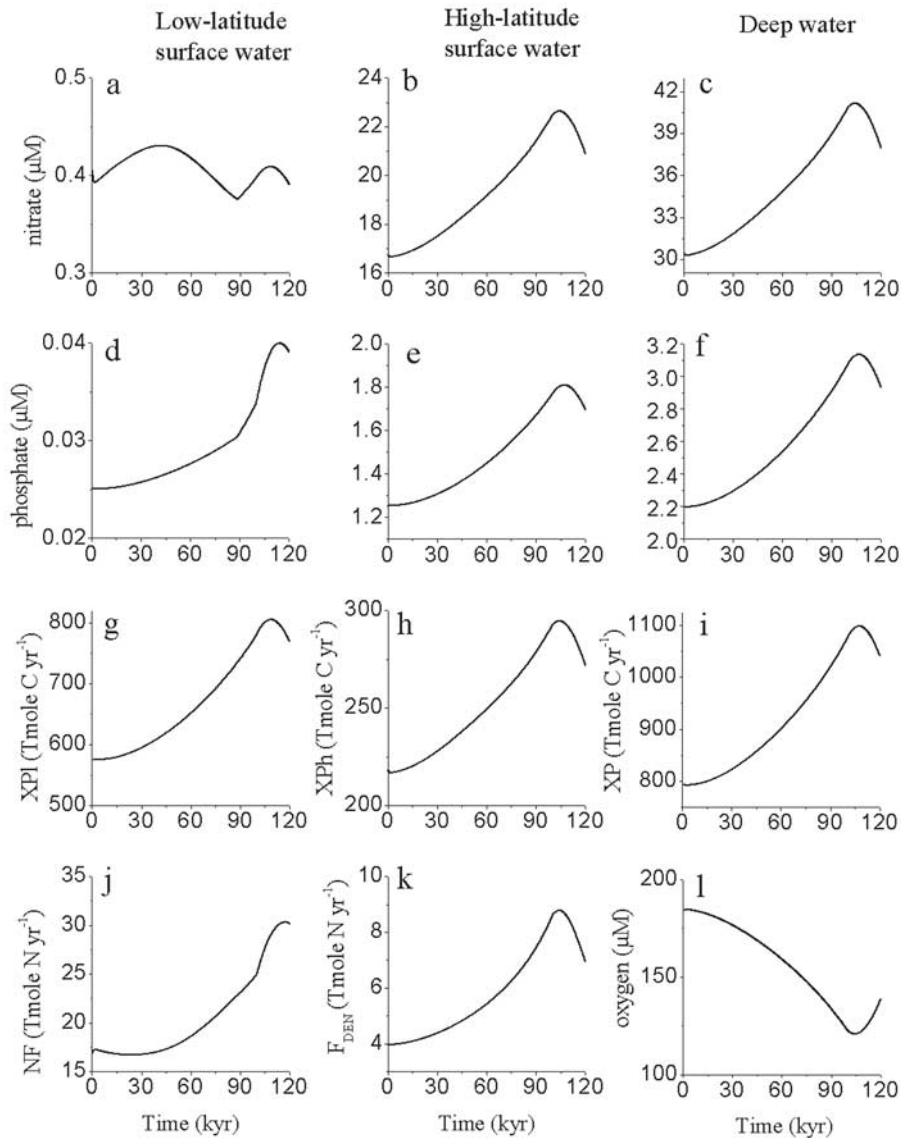 Low-latitude
surface water
High-latitude
surface water
Deep water
a
nitrate (μM)
0.5
0.4
0.3
0 30 60 90 120
b
24
22
20
18
16
0 30 60 90 120
c
42
39
36
33
30
0 30 60 90 120
d
phosphate (μM)
0.04
0.03
0.02
0 30 60 90 120
e
2.0
1.8
1.6
1.4
1.2
0 30 60 90 120
f
3.2
3.0
2.8
2.6
2.4
2.2
2.0
0 30 60 90 120
g
XPl (Tmole C yr⁻¹)
800
700
600
500
0 30 60 90 120
h
XPh (Tmole C yr⁻¹)
300
250
200
0 30 60 90 120
i
XP (Tmole C yr⁻¹)
1100
1000
900
800
0 30 60 90 120
j
NF (Tmole N yr⁻¹)
35
30
25
20
15
0 30 60 90 120
Time (kyr)
k
F_DEN (Tmole N yr⁻¹)
10
8
6
4
0 30 60 90 120
Time (kyr)
l
oxygen (μM)
200
150
100
0 30 60 90 120
Time (kyr)